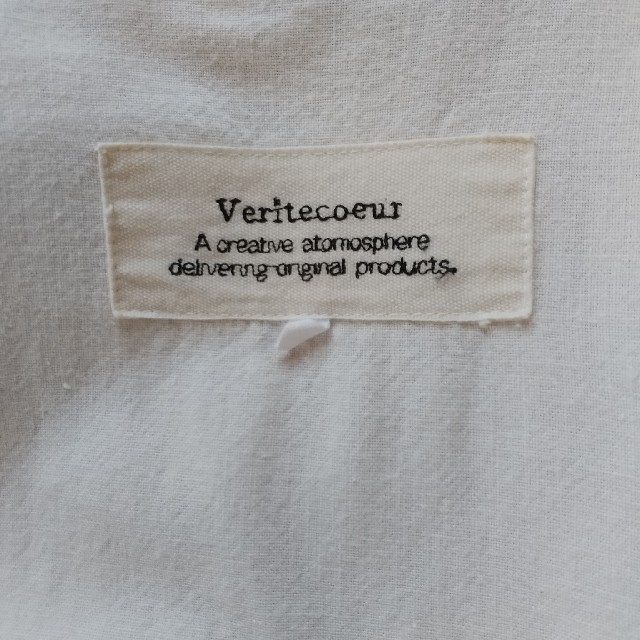 Veritecoeur
A creative atomosphere
delivering original products.